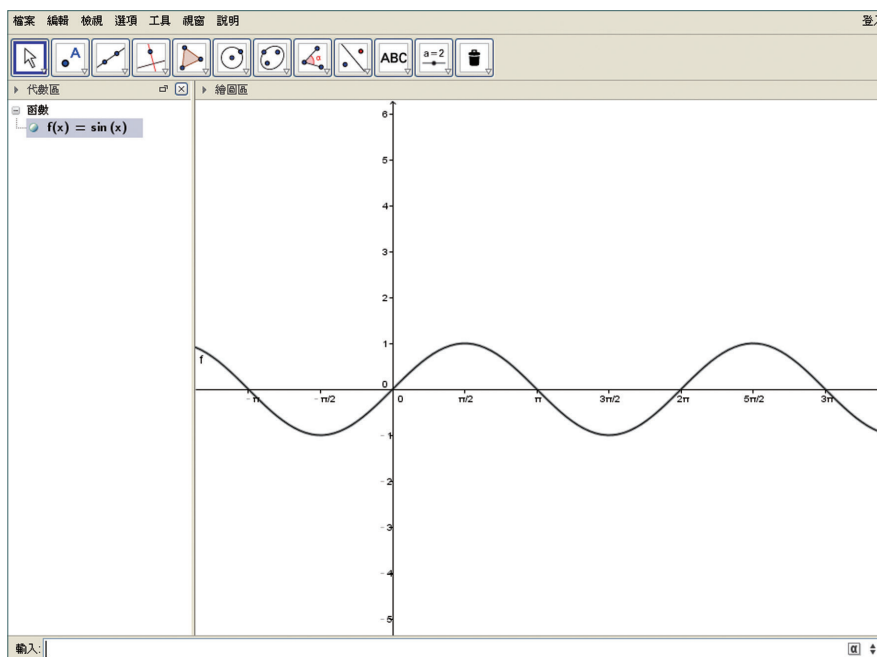 檔案 編輯 檢視 選項 工具 視窗 說明 登入
A α ABC a=2
代數區 繪圖區
函數
f(x) = sin (x)
6
5
4
3
2
1
f
0
-π -π/2 0 π/2 π 3π/2 2π 5π/2 3π
-1
-2
-3
-4
-5
輸入: α